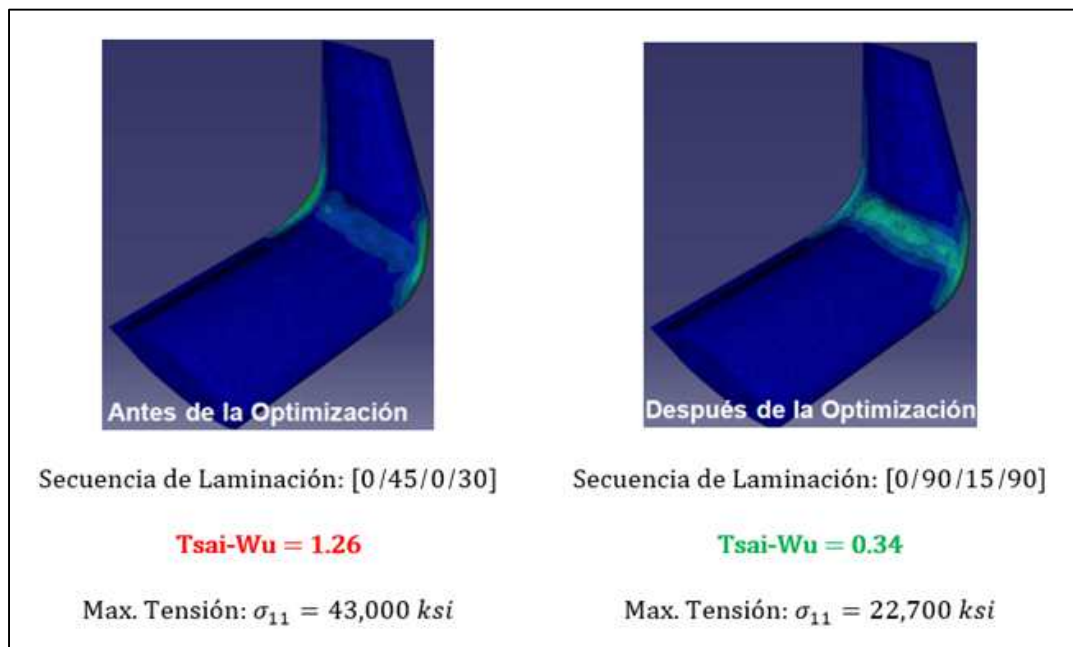 Antes de la Optimización
Secuencia de Laminación: [0/45/0/30]
Tsai-Wu = 1.26
Max. Tensión: σ₁₁ = 43,000 ksi
Después de la Optimización
Secuencia de Laminación: [0/90/15/90]
Tsai-Wu = 0.34
Max. Tensión: σ₁₁ = 22,700 ksi